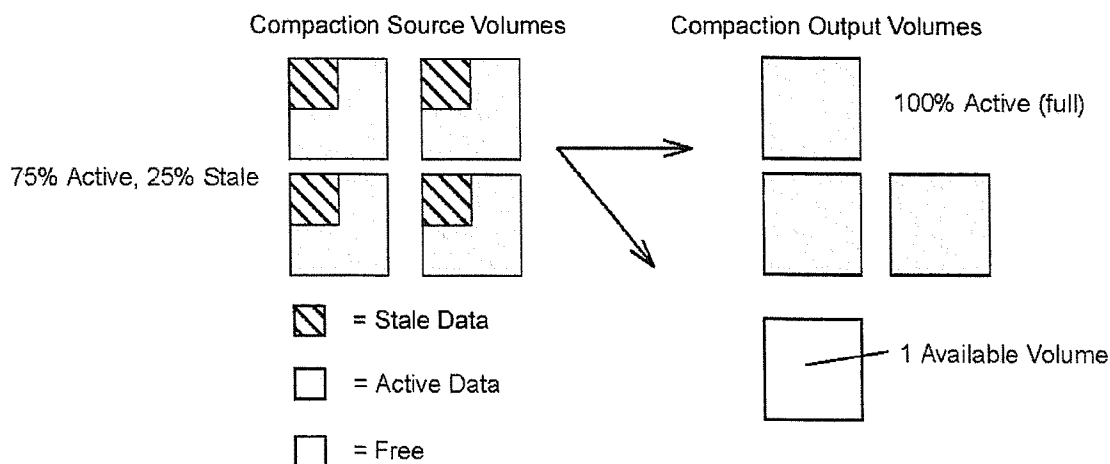 Compaction Source Volumes
Compaction Output Volumes
100% Active (full)
75% Active, 25% Stale
= Stale Data
= Active Data
= Free
1 Available Volume